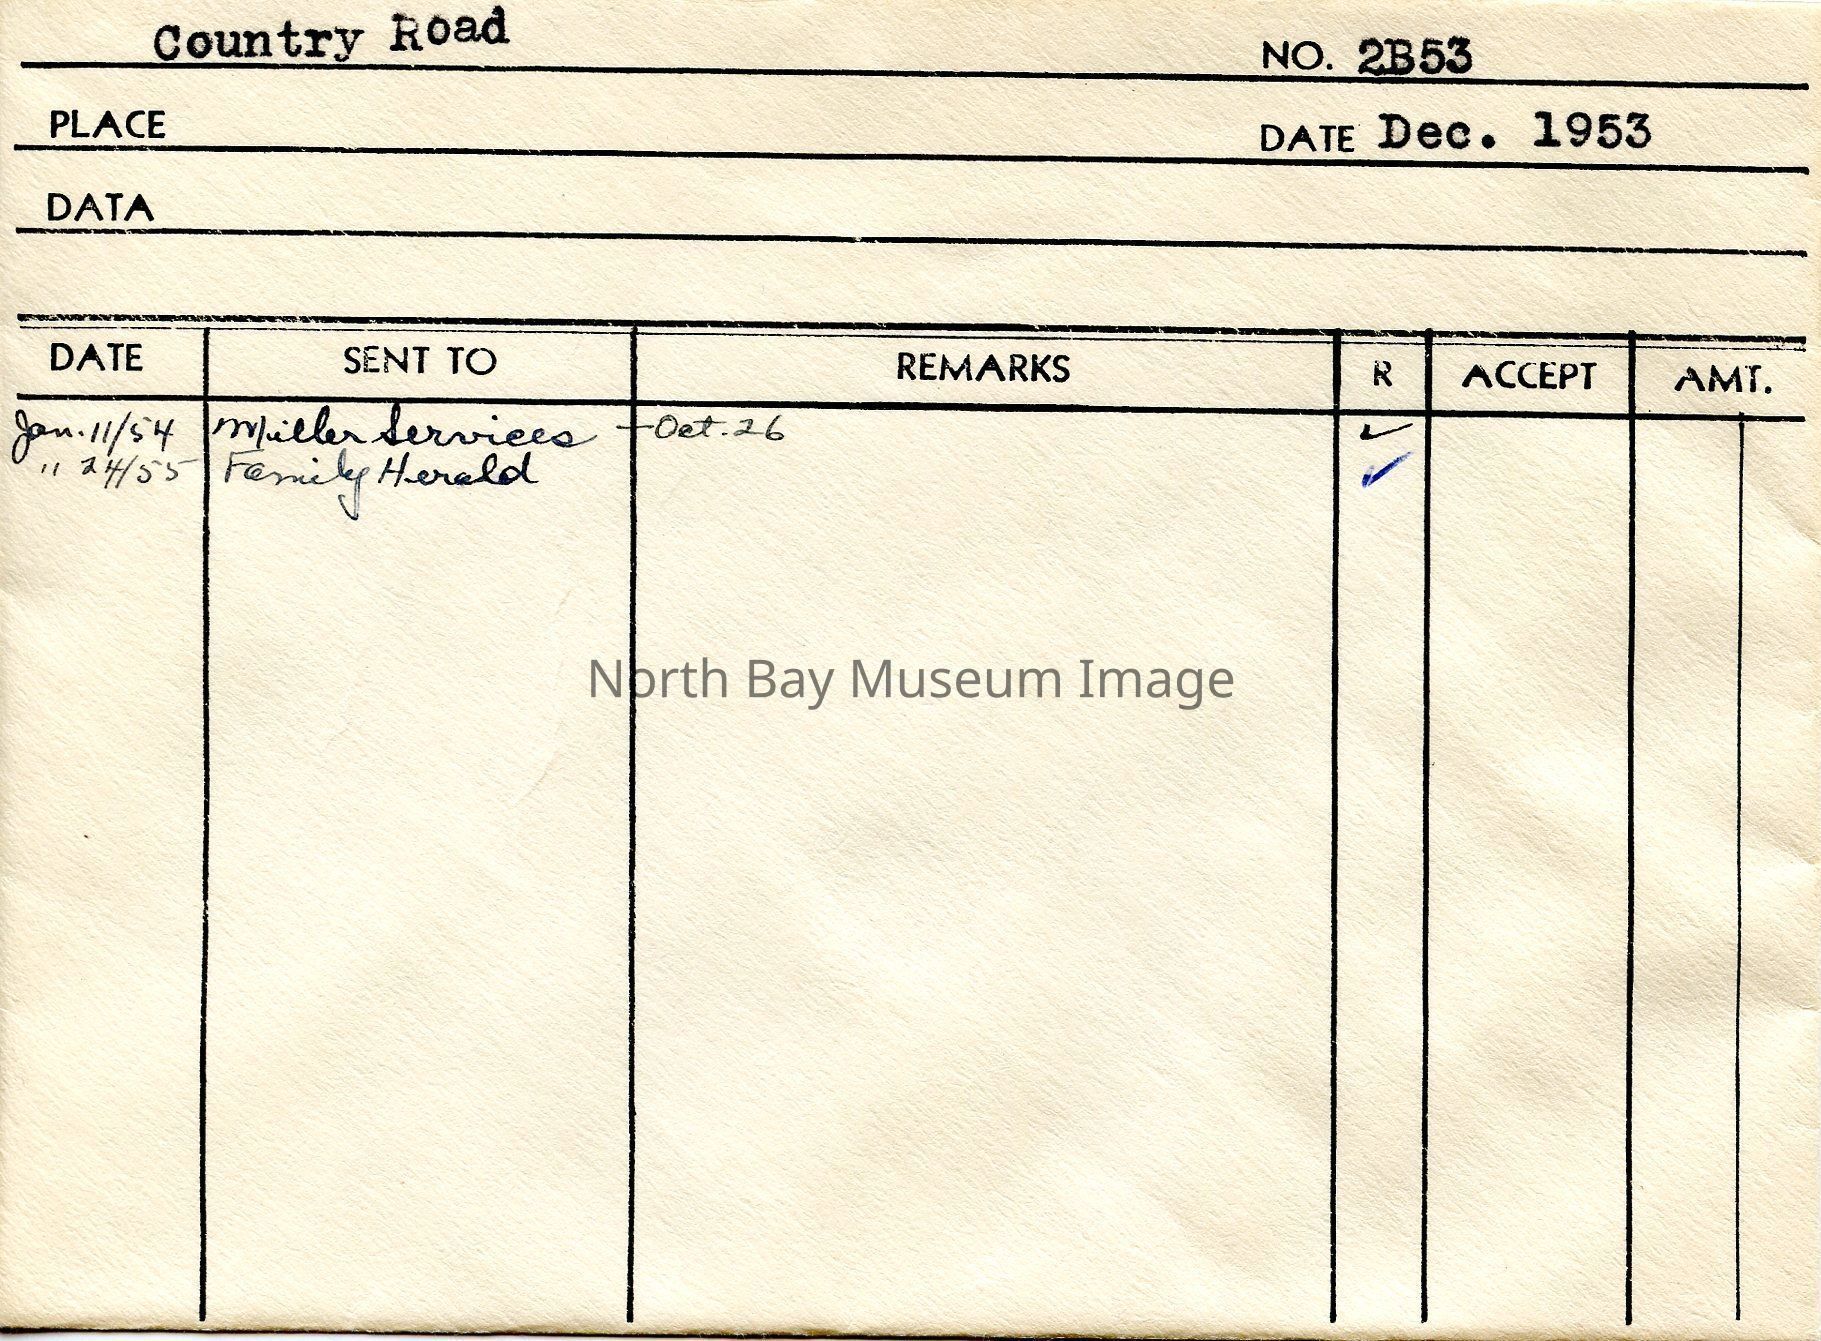 Country Road NO. 2B53
PLACE DATE Dec. 1953
DATA
DATE SENT TO REMARKS R ACCEPT AMT.
Jan. 11/54 Miller Services — Oct. 26 ✓
" 24/55 Family Herald ✓
North Bay Museum Image